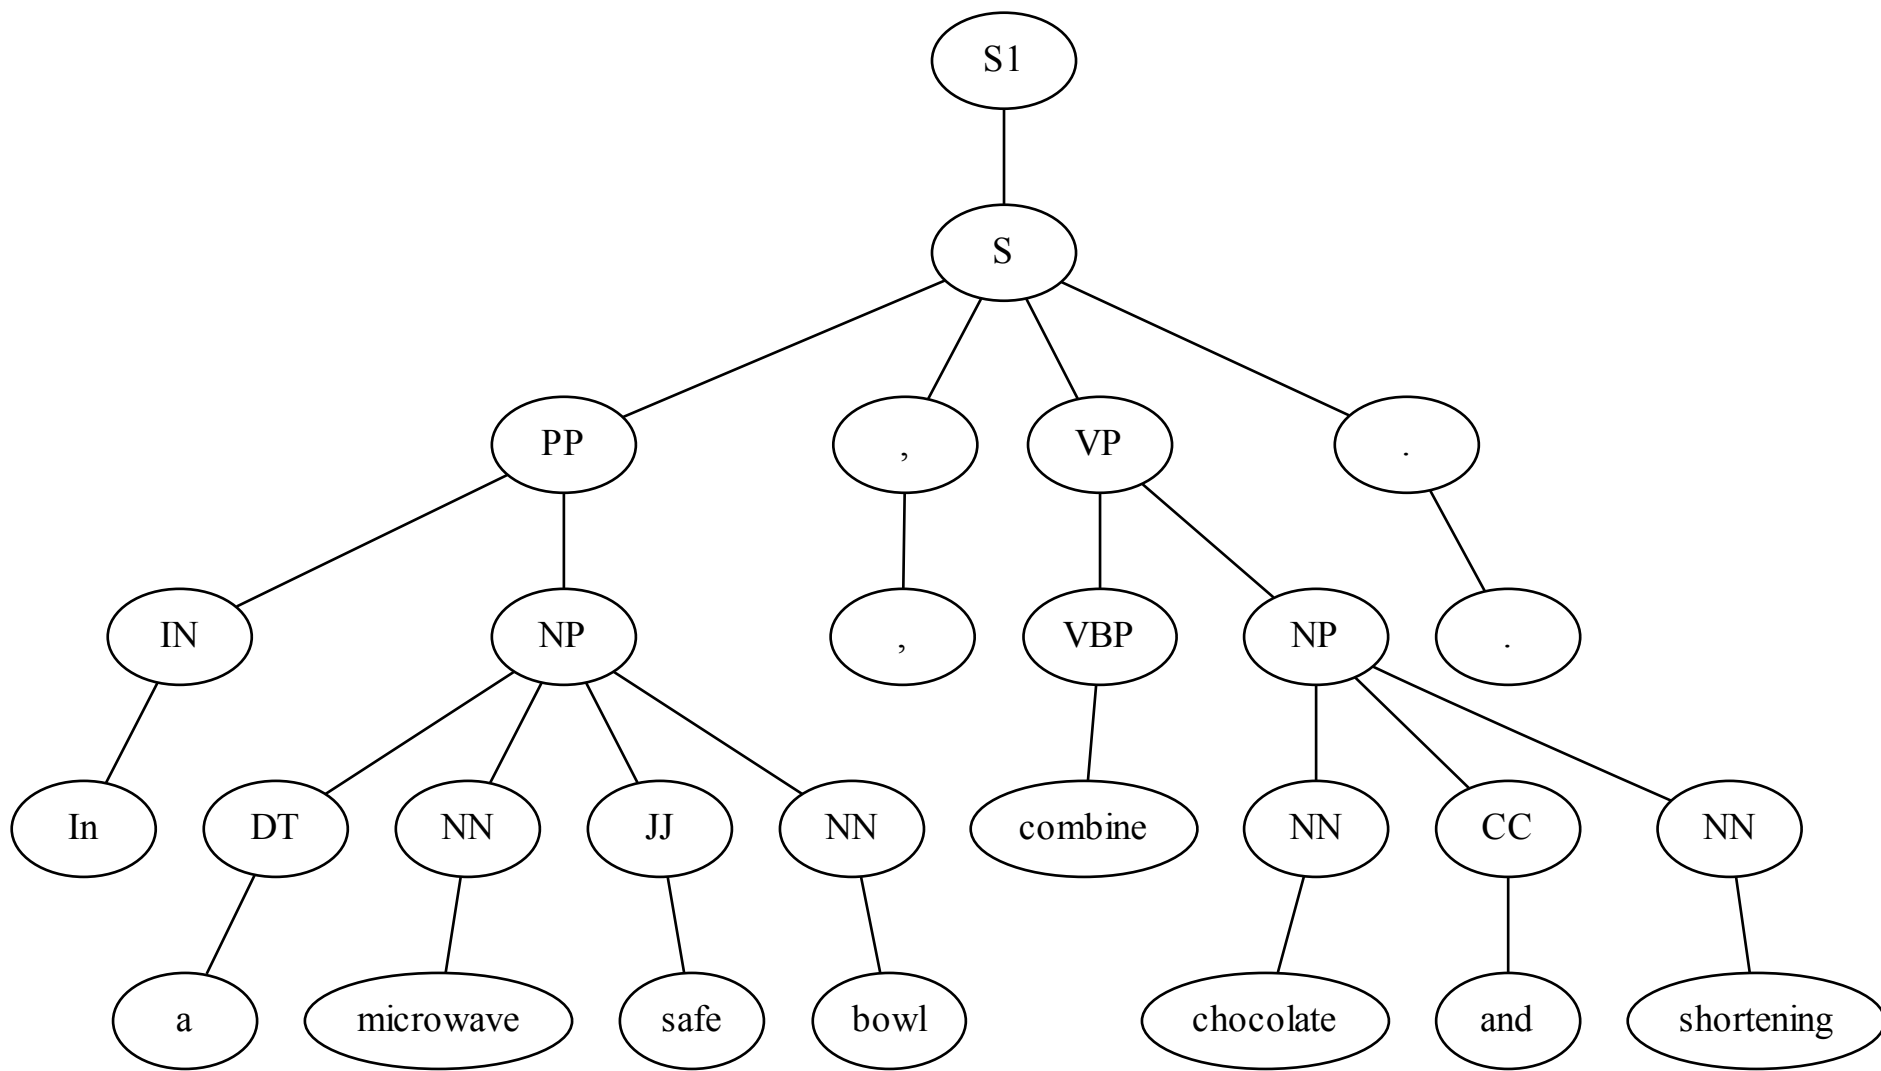 S1
S
PP , VP .
IN NP , VBP NP .
In DT NN JJ NN combine NN CC NN
a microwave safe bowl chocolate and shortening